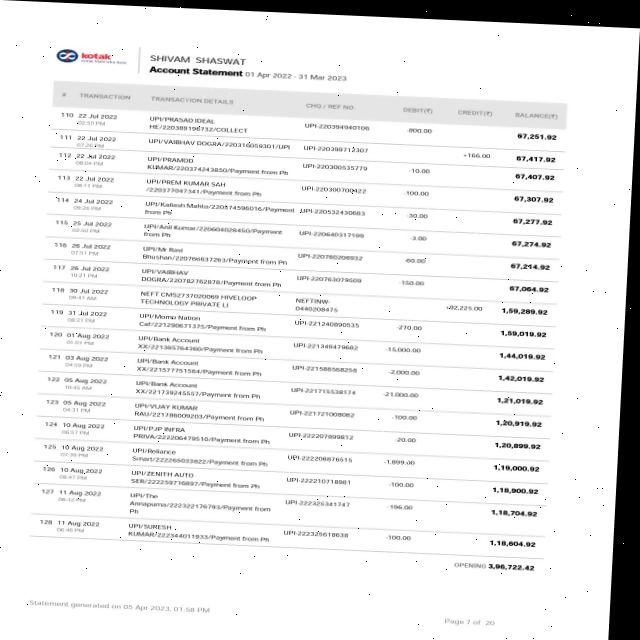 kotak
SHIVAM SHASWAT
Account Statement 01 Apr 2022 - 31 Mar 2023
# TRANSACTION TRANSACTION DETAILS CHQ / REF NO. DEBIT(₹) CREDIT(₹) BALANCE(₹)
110 22 Jul 2022 UPI/PRASAD IDEAL UPI-220394940106 -800.00 67,251.92
02:50 PM HE/220389196732/COLLECT
111 22 Jul 2022 UPI/VAIBHAV DOGRA/220316059301/UPI UPI-220399712307 +166.00 67,417.92
07:26 PM
112 22 Jul 2022 UPI/PRAMOD UPI-220300535779 -10.00 67,407.92
08:04 PM KUMAR/220374243850/Payment from Ph
113 22 Jul 2022 UPI/PREM KUMAR SAH UPI-220300700422 -100.00 67,307.92
08:11 PM /220377047341/Payment from Ph
114 24 Jul 2022 UPI/Kailash Mahto/220574596016/Payment UPI-220532430683 -30.00 67,277.92
08:26 PM from Ph
115 25 Jul 2022 UPI/Anil Kumar/220604028450/Payment UPI-220640317199 -3.00 67,274.92
02:50 PM from Ph
116 26 Jul 2022 UPI/Mr Ravi UPI-220760206932 -60.00 67,214.92
07:51 PM Bhushan/220766637263/Payment from Ph
117 26 Jul 2022 UPI/VAIBHAV UPI-220763079509 -150.00 67,064.92
10:21 PM DOGRA/220782762878/Payment from Ph
118 30 Jul 2022 NEFT CMS2737020069 HIVELOOP NEFTINW- +92,225.00 1,59,289.92
08:47 AM TECHNOLOGY PRIVATE LI 0440208475
119 31 Jul 2022 UPI/Momo Nation UPI-221240890535 -270.00 1,59,019.92
08:21 PM Caf/221290671375/Payment from Ph
120 01 Aug 2022 UPI/Bank Account UPI-221349479682 -15,000.00 1,44,019.92
01:01 PM XX/221385764360/Payment from Ph
121 03 Aug 2022 UPI/Bank Account UPI-221588568258 -2,000.00 1,42,019.92
04:59 PM XX/221577751584/Payment from Ph
122 05 Aug 2022 UPI/Bank Account UPI-221715538174 -21,000.00 1,21,019.92
10:45 AM XX/221739245557/Payment from Ph
123 05 Aug 2022 UPI/VIJAY KUMAR UPI-221721008082 -100.00 1,20,919.92
04:31 PM RAU/221786009203/Payment from Ph
124 10 Aug 2022 UPI/PJP INFRA UPI-222207899812 -20.00 1,20,899.92
06:57 PM PRIVA/222206479510/Payment from Ph
125 10 Aug 2022 UPI/Reliance UPI-222208876515 -1,899.00 1,19,000.92
07:38 PM Smart/222265033822/Payment from Ph
126 10 Aug 2022 UPI/ZENITH AUTO UPI-222210718981 -100.00 1,18,900.92
08:47 PM SER/222259716897/Payment from Ph
127 11 Aug 2022 UPI/The UPI-222325341747 -196.00 1,18,704.92
Annapurna/222322176793/Payment from
Ph
128 11 Aug 2022 UPI/SURESH UPI-222325618638 -100.00 1,18,604.92
08:46 PM KUMAR/222344011933/Payment from Ph
OPENING 3,96,722.42
Statement generated on 05 Apr 2023, 01:58 PM
Page 7 of 20